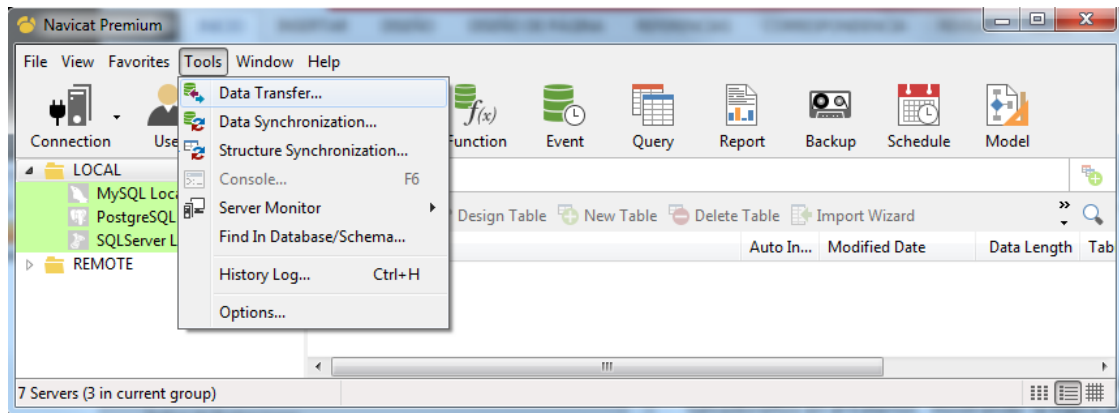 Navicat Premium
File View Favorites Tools Window Help
Connection Use Function Event Query Report Backup Schedule Model
Data Transfer...
Data Synchronization...
Structure Synchronization...
Console... F6
Server Monitor
Find In Database/Schema...
History Log... Ctrl+H
Options...
LOCAL
MySQL Loca
PostgreSQL
SQLServer L
REMOTE
Design Table New Table Delete Table Import Wizard
Auto In... Modified Date Data Length Tab
7 Servers (3 in current group)